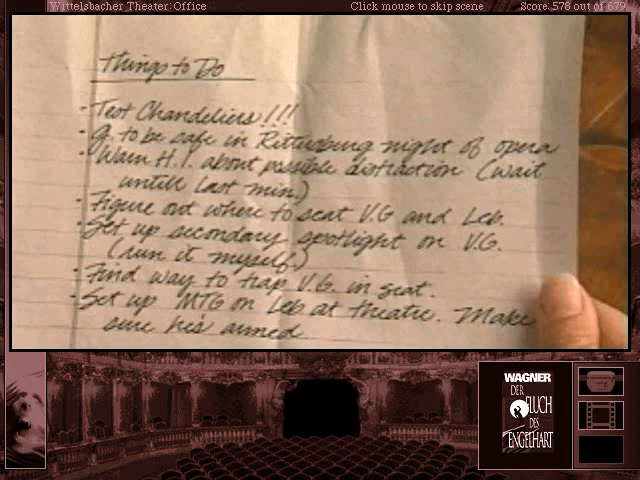 Wittelsbacher Theater: Office
Click mouse to skip scene
Score: 578 out of 679
Things to Do
- Test Chandeliers!!!
- G. to be safe in Rittersburg night of opera
- Warn H.I. about possible distraction (wait
untill last min.)
- Figure out where to seat V.G and Leb.
- Set up secondary spotlight on V.G.
(run it myself.)
- Find way to trap V.G. in seat.
- Set up MTG on Leb at theatre. Make
sure he's armed
WAGNER
DER
FLUCH
DES
ENGELHART